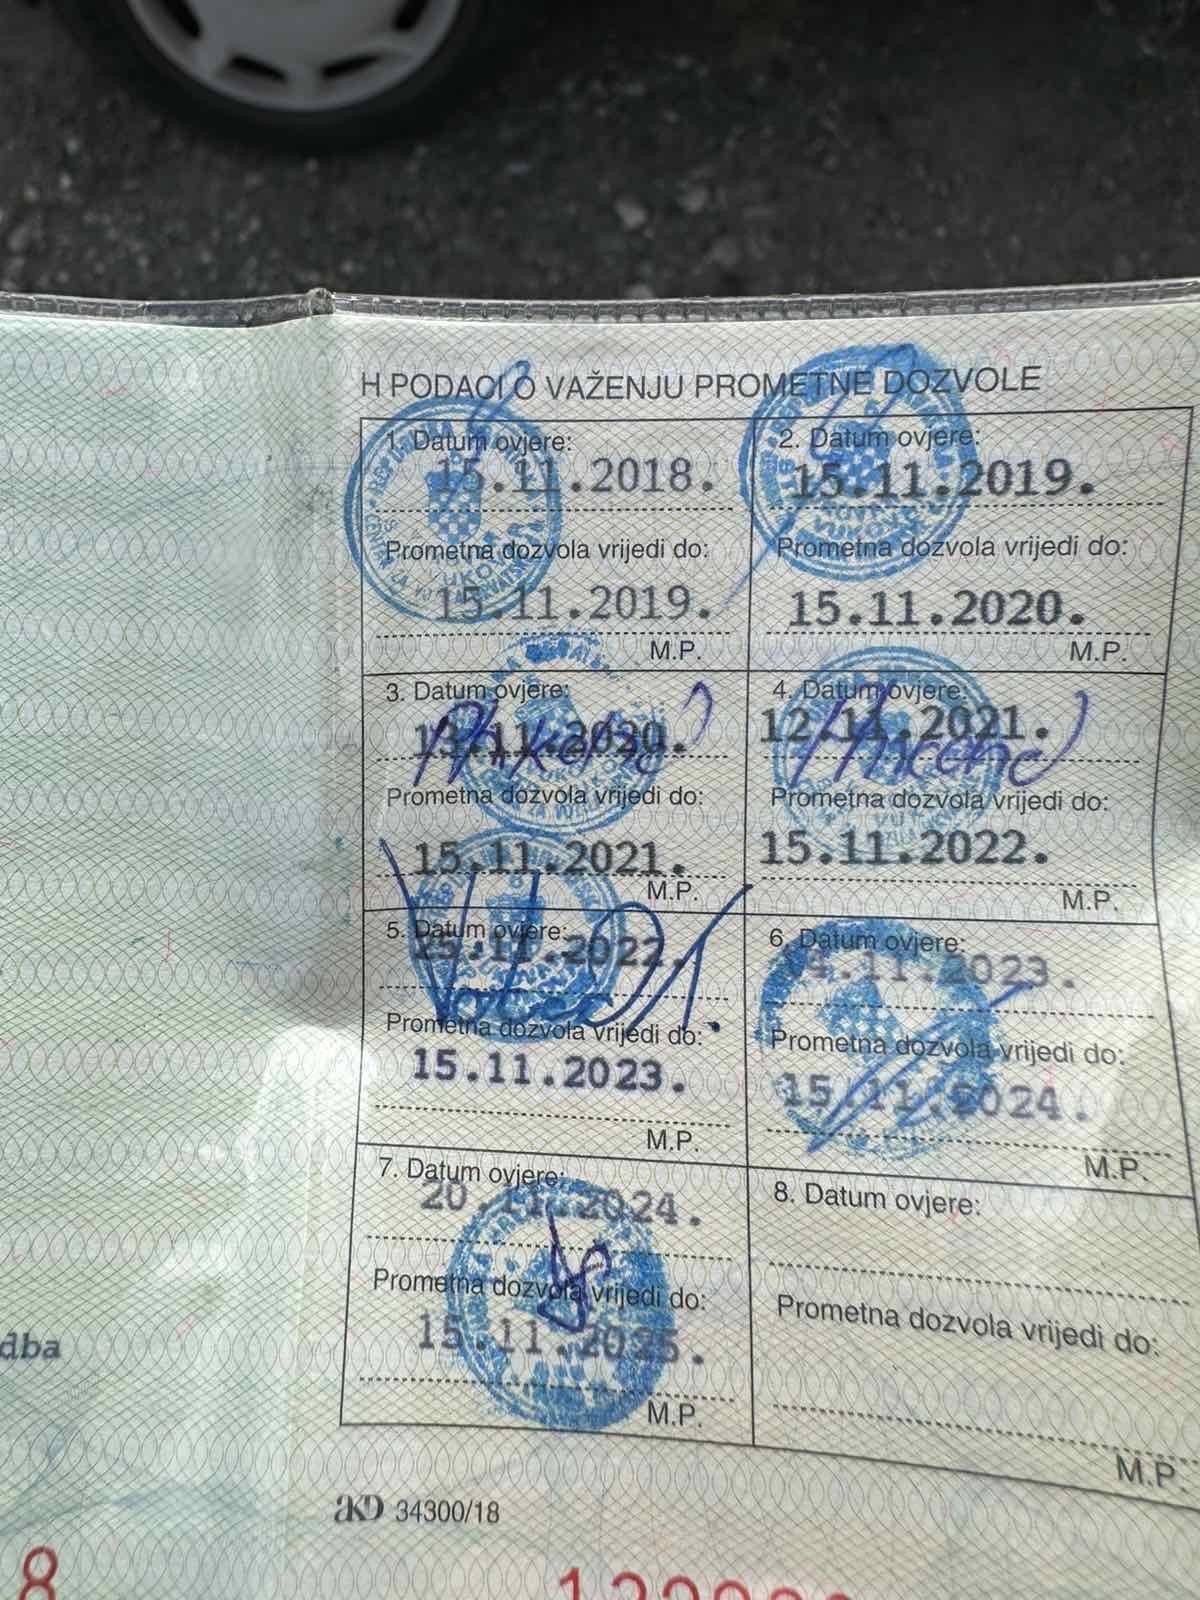 H PODACI O VAŽENJU PROMETNE DOZVOLE
1. Datum ovjere:
15.11.2018.
Prometna dozvola vrijedi do:
15.11.2019.
M.P.
2. Datum ovjere:
15.11.2019.
Prometna dozvola vrijedi do:
15.11.2020.
M.P.
3. Datum ovjere:
13.11.2020.
Prometna dozvola vrijedi do:
15.11.2021.
M.P.
4. Datum ovjere:
12.11.2021.
Prometna dozvola vrijedi do:
15.11.2022.
M.P.
5. Datum ovjere:
.11.2022.
Prometna dozvola vrijedi do:
15.11.2023.
M.P.
6. Datum ovjere:
.11.2023.
Prometna dozvola vrijedi do:
15.11.2024.
M.P.
7. Datum ovjere:
20.11.2024.
Prometna dozvola vrijedi do:
15.11.2025.
M.P.
8. Datum ovjere:
Prometna dozvola vrijedi do:
M.P.
dba
AKD 34300/18
8